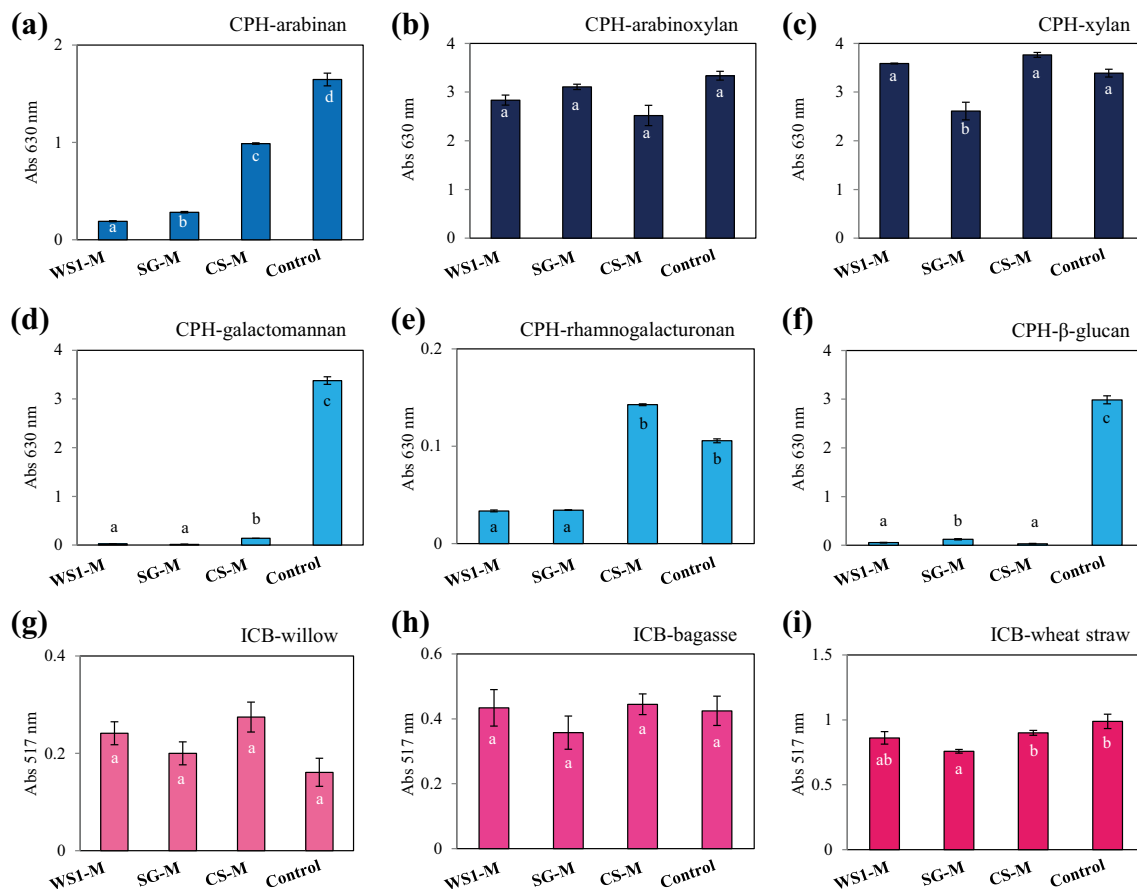 (a) CPH-arabinan
2
1
0
Abs 630 nm
a
b
c
d
WS1-M SG-M CS-M Control
(b) CPH-arabinoxylan
4
3
2
1
0
Abs 630 nm
a
a
a
a
WS1-M SG-M CS-M Control
(c) CPH-xylan
4
3
2
1
0
Abs 630 nm
a
b
a
a
WS1-M SG-M CS-M Control
(d) CPH-galactomannan
4
3
2
1
0
Abs 630 nm
a
a
b
c
WS1-M SG-M CS-M Control
(e) CPH-rhamnogalacturonan
0.2
0.1
0
Abs 630 nm
a
a
b
b
WS1-M SG-M CS-M Control
(f) CPH-β-glucan
4
3
2
1
0
Abs 630 nm
a
b
a
c
WS1-M SG-M CS-M Control
(g) ICB-willow
0.4
0.2
0
Abs 517 nm
a
a
a
a
WS1-M SG-M CS-M Control
(h) ICB-bagasse
0.6
0.4
0.2
0
Abs 517 nm
a
a
a
a
WS1-M SG-M CS-M Control
(i) ICB-wheat straw
1.5
1
0.5
0
Abs 517 nm
ab
a
b
b
WS1-M SG-M CS-M Control